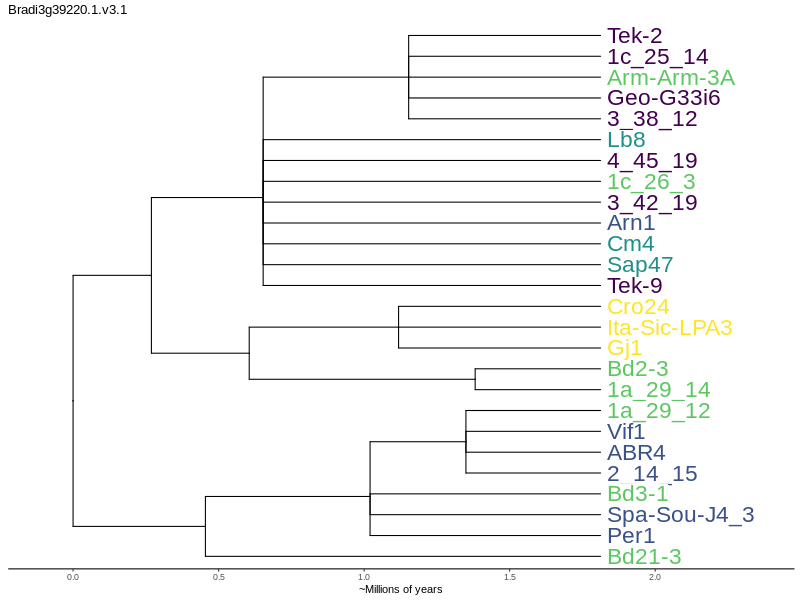 Bradi3g39220.1.v3.1
Tek-2
1c_25_14
Arm-Arm-3A
Geo-G33i6
3_38_12
Lb8
4_45_19
1c_26_3
3_42_19
Arn1
Cm4
Sap47
Tek-9
Cro24
Ita-Sic-LPA3
Gj1
Bd2-3
1a_29_14
1a_29_12
Vif1
ABR4
2_14_15
Bd3-1
Spa-Sou-J4_3
Per1
Bd21-3
0.0 0.5 1.0 1.5 2.0
~Millions of years